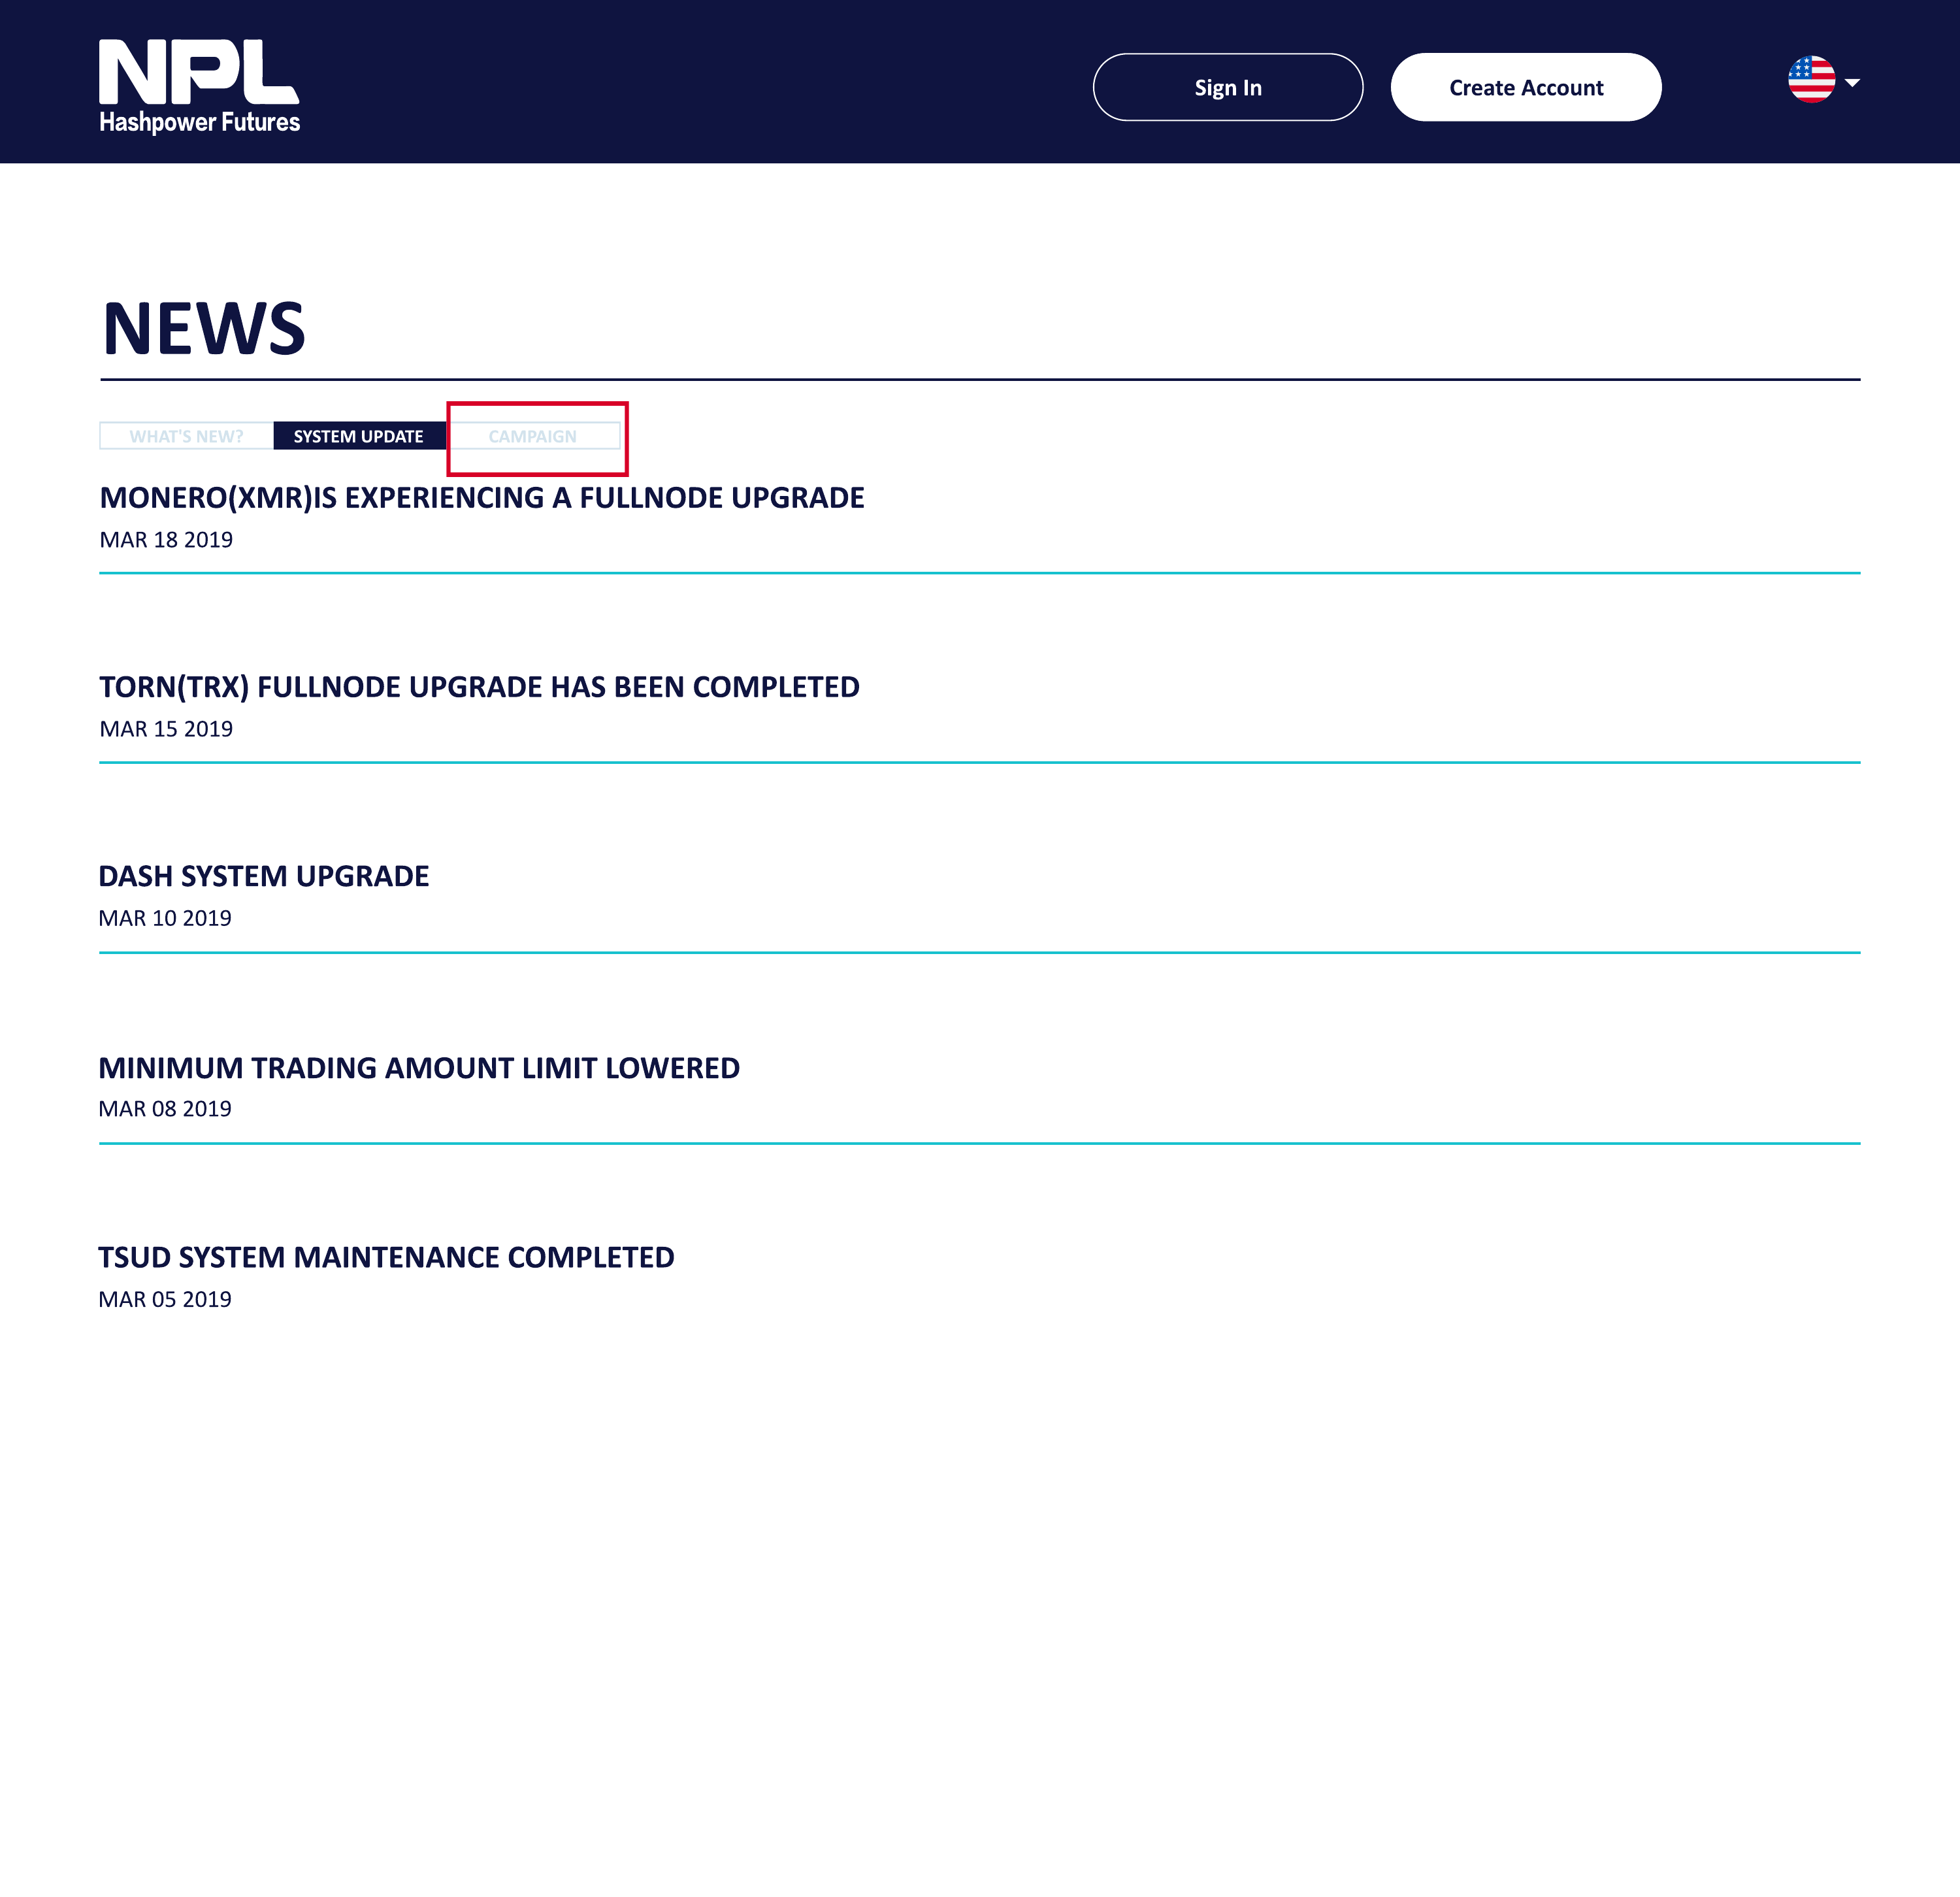 NPL
Hashpower Futures
Sign In
Create Account
NEWS
WHAT'S NEW?
SYSTEM UPDATE
CAMPAIGN
MONERO(XMR)IS EXPERIENCING A FULLNODE UPGRADE
MAR 18 2019
TORN(TRX) FULLNODE UPGRADE HAS BEEN COMPLETED
MAR 15 2019
DASH SYSTEM UPGRADE
MAR 10 2019
MINIMUM TRADING AMOUNT LIMIT LOWERED
MAR 08 2019
TSUD SYSTEM MAINTENANCE COMPLETED
MAR 05 2019